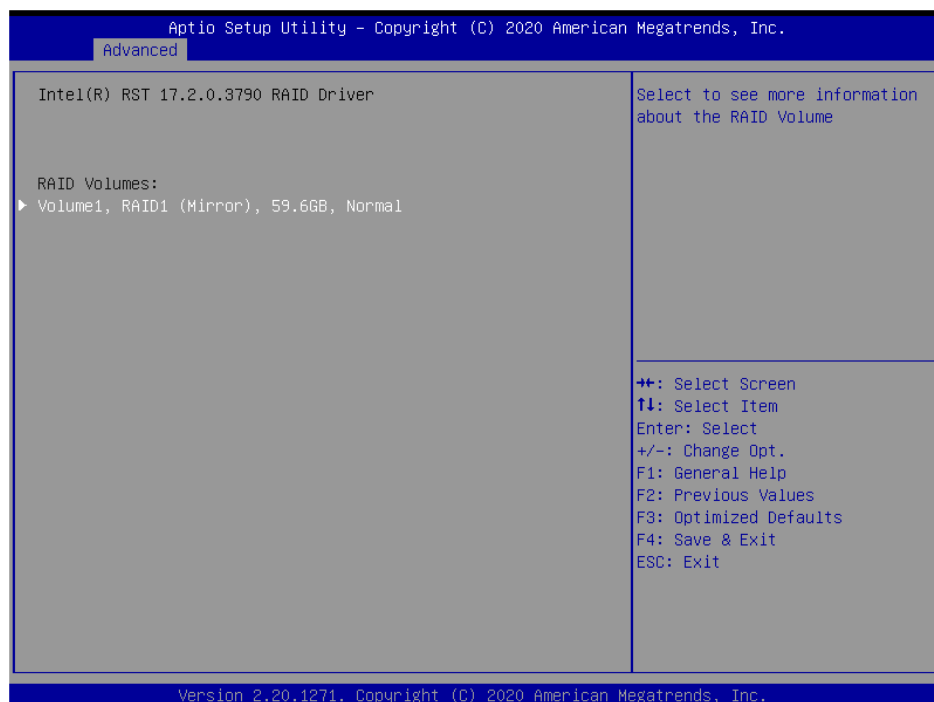 Aptio Setup Utility – Copyright (C) 2020 American Megatrends, Inc.
Advanced
Intel(R) RST 17.2.0.3790 RAID Driver
RAID Volumes:
▶ Volume1, RAID1 (Mirror), 59.6GB, Normal
Select to see more information
about the RAID Volume
→←: Select Screen
↑↓: Select Item
Enter: Select
+/-: Change Opt.
F1: General Help
F2: Previous Values
F3: Optimized Defaults
F4: Save & Exit
ESC: Exit
Version 2.20.1271. Copyright (C) 2020 American Megatrends, Inc.